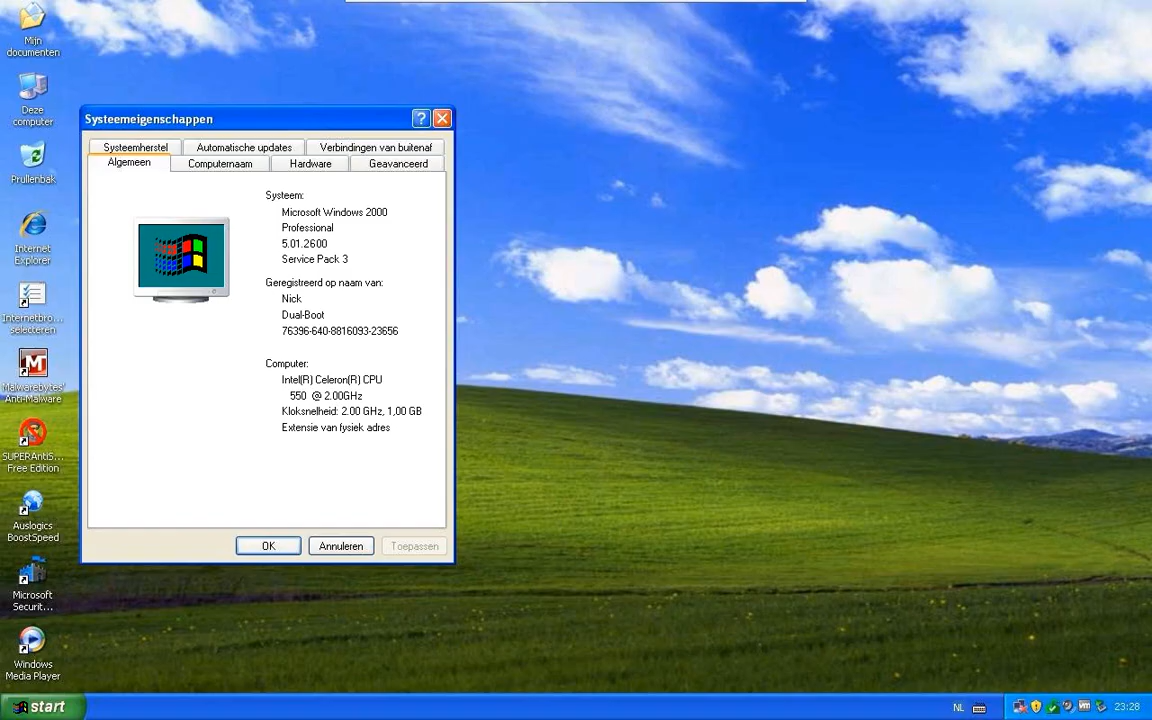 Mijn
documenten
Deze
computer
Prullenbak
Internet
Explorer
Internetbro...
selecteren
Malwarebytes'
Anti-Malware
SUPERAntiS...
Free Edition
Auslogics
BoostSpeed
Microsoft
Securit...
Windows
Media Player
Systeemeigenschappen
Systeemherstel
Automatische updates
Verbindingen van buitenaf
Algemeen
Computernaam
Hardware
Geavanceerd
Systeem:
Microsoft Windows 2000
Professional
5.01.2600
Service Pack 3
Geregistreerd op naam van:
Nick
Dual-Boot
76396-640-8816093-23656
Computer:
Intel(R) Celeron(R) CPU
550 @ 2.00GHz
Kloksnelheid: 2.00 GHz, 1,00 GB
Extensie van fysiek adres
OK
Annuleren
Toepassen
start
NL
23:28